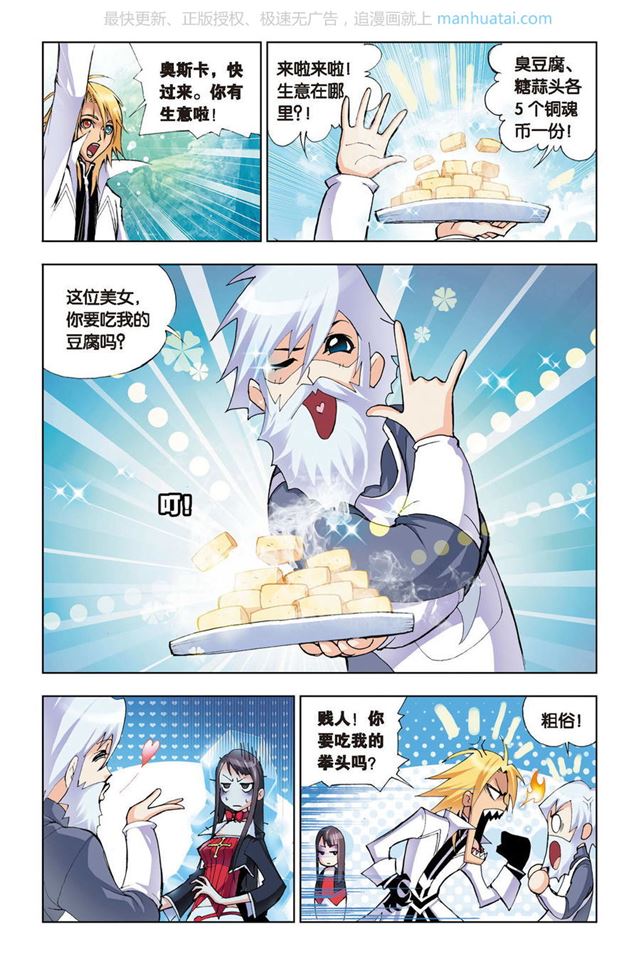 最快更新、正版授权、极速无广告，追漫画就上 manhuatai.com
奥斯卡，快
过来。你有
生意啦！
来啦来啦！
生意在哪
里？！
臭豆腐、
糖蒜头各
5个铜魂
币一份！
这位美女，
你要吃我的
豆腐吗？
叮！
贱人！你
要吃我的
拳头吗？
粗俗！